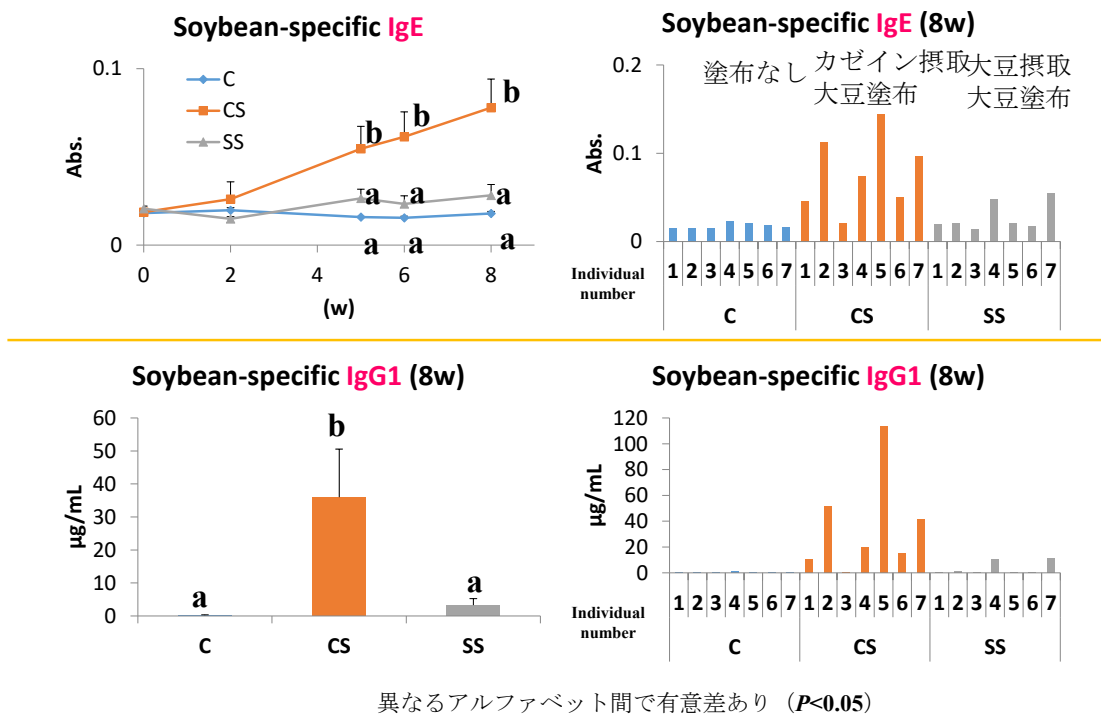 Soybean-specific IgE
0.1
Abs.
0
C
CS
SS
b
b
b
a
a
a
a
a
a
0 2 4 6 8
(w)
Soybean-specific IgE (8w)
塗布なし
カゼイン摂取
大豆塗布
大豆摂取
大豆塗布
0.2
Abs.
0.1
0
Individual number
1 2 3 4 5 6 7 1 2 3 4 5 6 7 1 2 3 4 5 6 7
C CS SS
Soybean-specific IgG1 (8w)
60
50
40
30
20
10
0
µg/mL
a
b
a
C CS SS
Soybean-specific IgG1 (8w)
120
100
80
60
40
20
0
µg/mL
Individual number
1 2 3 4 5 6 7 1 2 3 4 5 6 7 1 2 3 4 5 6 7
C CS SS
異なるアルファベット間で有意差あり（P<0.05）